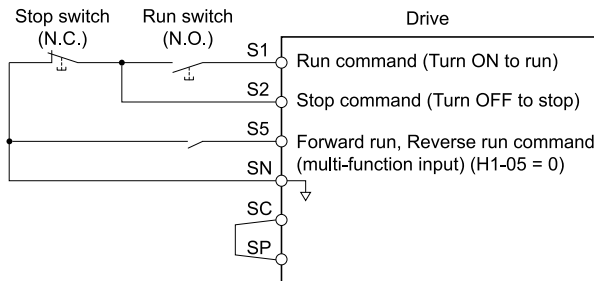 Stop switch
(N.C.)
Run switch
(N.O.)
Drive
S1
Run command (Turn ON to run)
S2
Stop command (Turn OFF to stop)
S5
Forward run, Reverse run command
(multi-function input) (H1-05 = 0)
SN
SC
SP